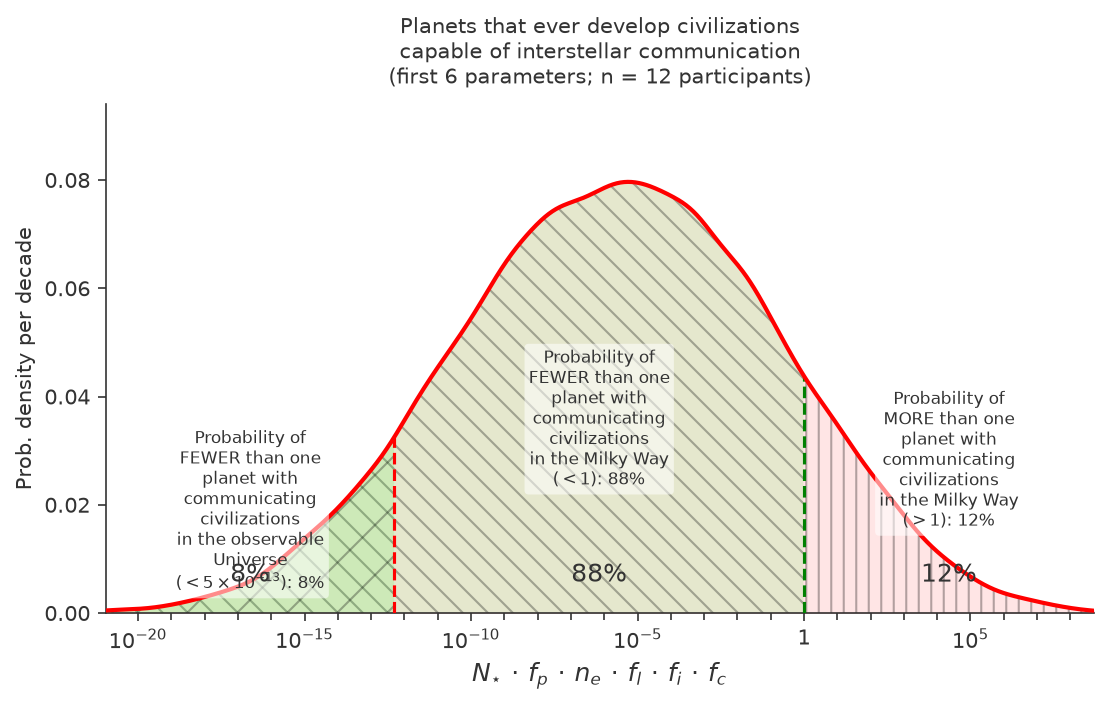 Planets that ever develop civilizations
capable of interstellar communication
(first 6 parameters; n = 12 participants)
Prob. density per decade
0.08
0.06
0.04
0.02
0.00
Probability of
FEWER than one
planet with
communicating
civilizations
in the observable
Universe
(<5×10⁻¹³): 8%
8%
Probability of
FEWER than one
planet with
communicating
civilizations
in the Milky Way
(<1): 88%
88%
Probability of
MORE than one
planet with
communicating
civilizations
in the Milky Way
(>1): 12%
12%
10⁻²⁰
10⁻¹⁵
10⁻¹⁰
10⁻⁵
1
10⁵
N⋆ · fₚ · nₑ · fₗ · fᵢ · f_c